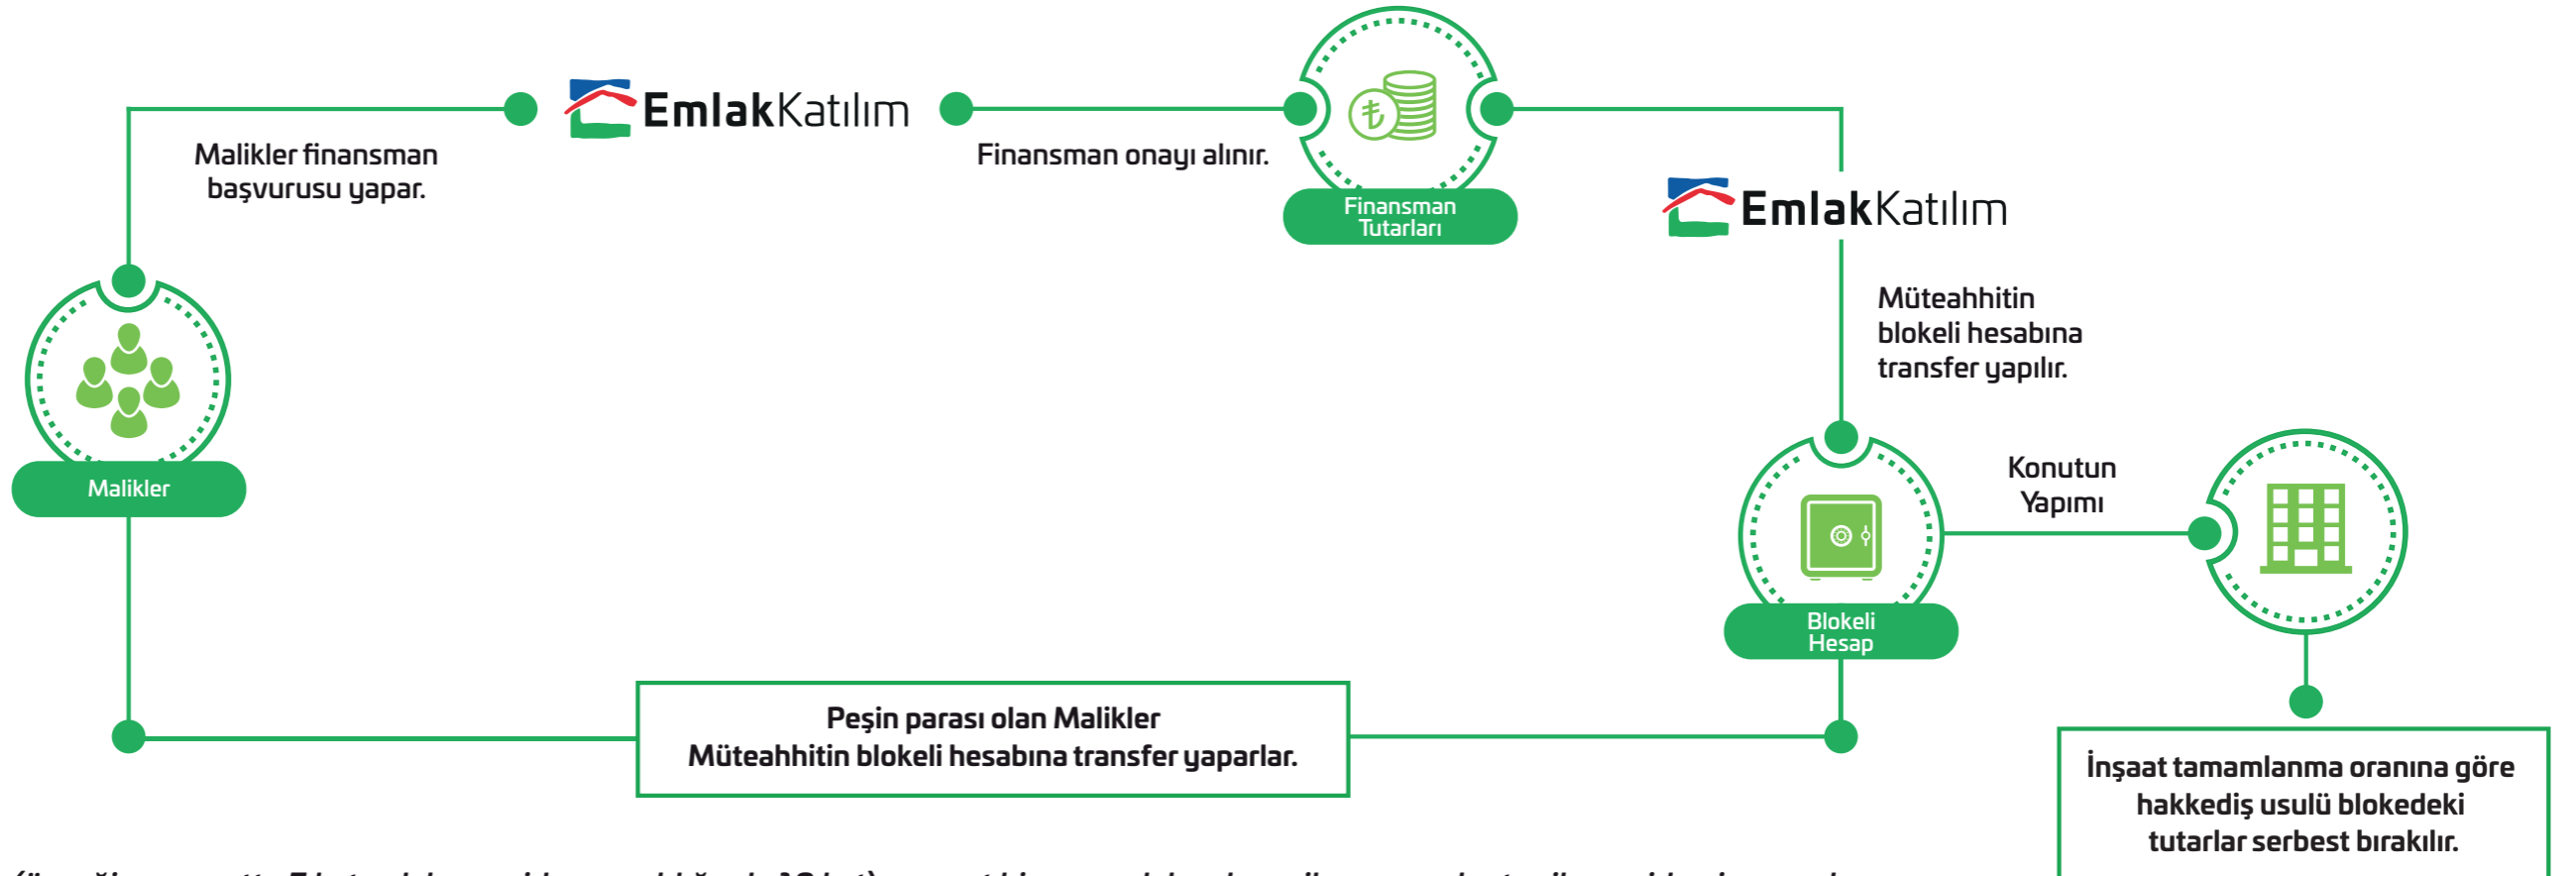 EmlakKatılım
Malikler finansman
başvurusu yapar.
Finansman onayı alınır.
Finansman
Tutarları
EmlakKatılım
Müteahhitin
blokeli hesabına
transfer yapılır.
Malikler
Konutun
Yapımı
Blokeli
Hesap
Peşin parası olan Malikler
Müteahhitin blokeli hesabına transfer yaparlar.
İnşaat tamamlanma oranına göre
hakkediş usulü blokedeki
tutarlar serbest bırakılır.